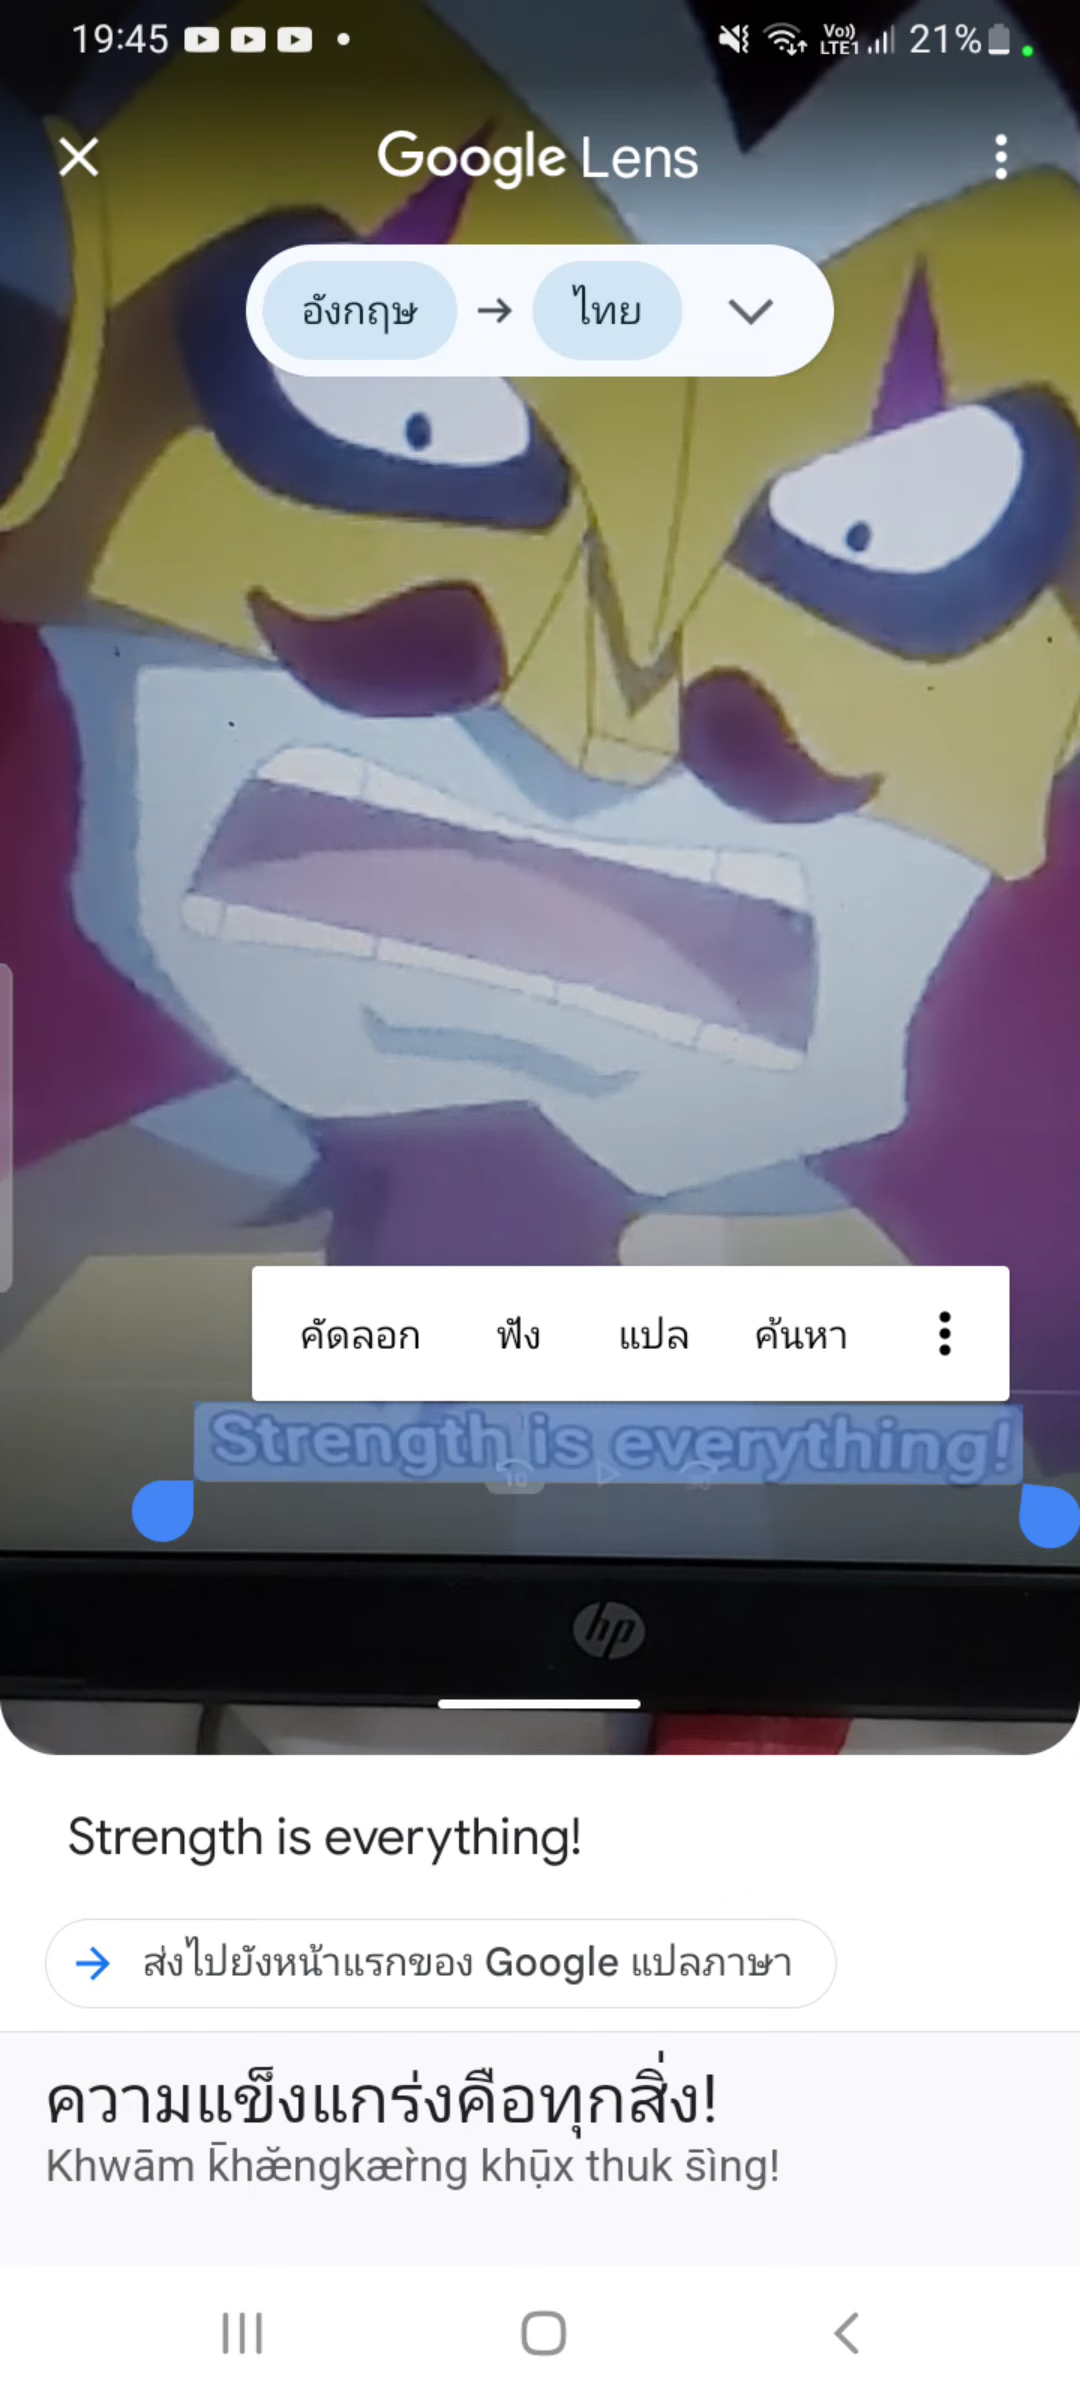 19:45
Vo))
LTE1
21%
Google Lens
อังกฤษ → ไทย
คัดลอก ฟัง แปล ค้นหา
Strength is everything!
10
30
hp
Strength is everything!
→ ส่งไปยังหน้าแรกของ Google แปลภาษา
ความแข็งแกร่งคือทุกสิ่ง!
Khwām k̄hæ̆ngkær̀ng khụ̄x thuk s̄ìng!